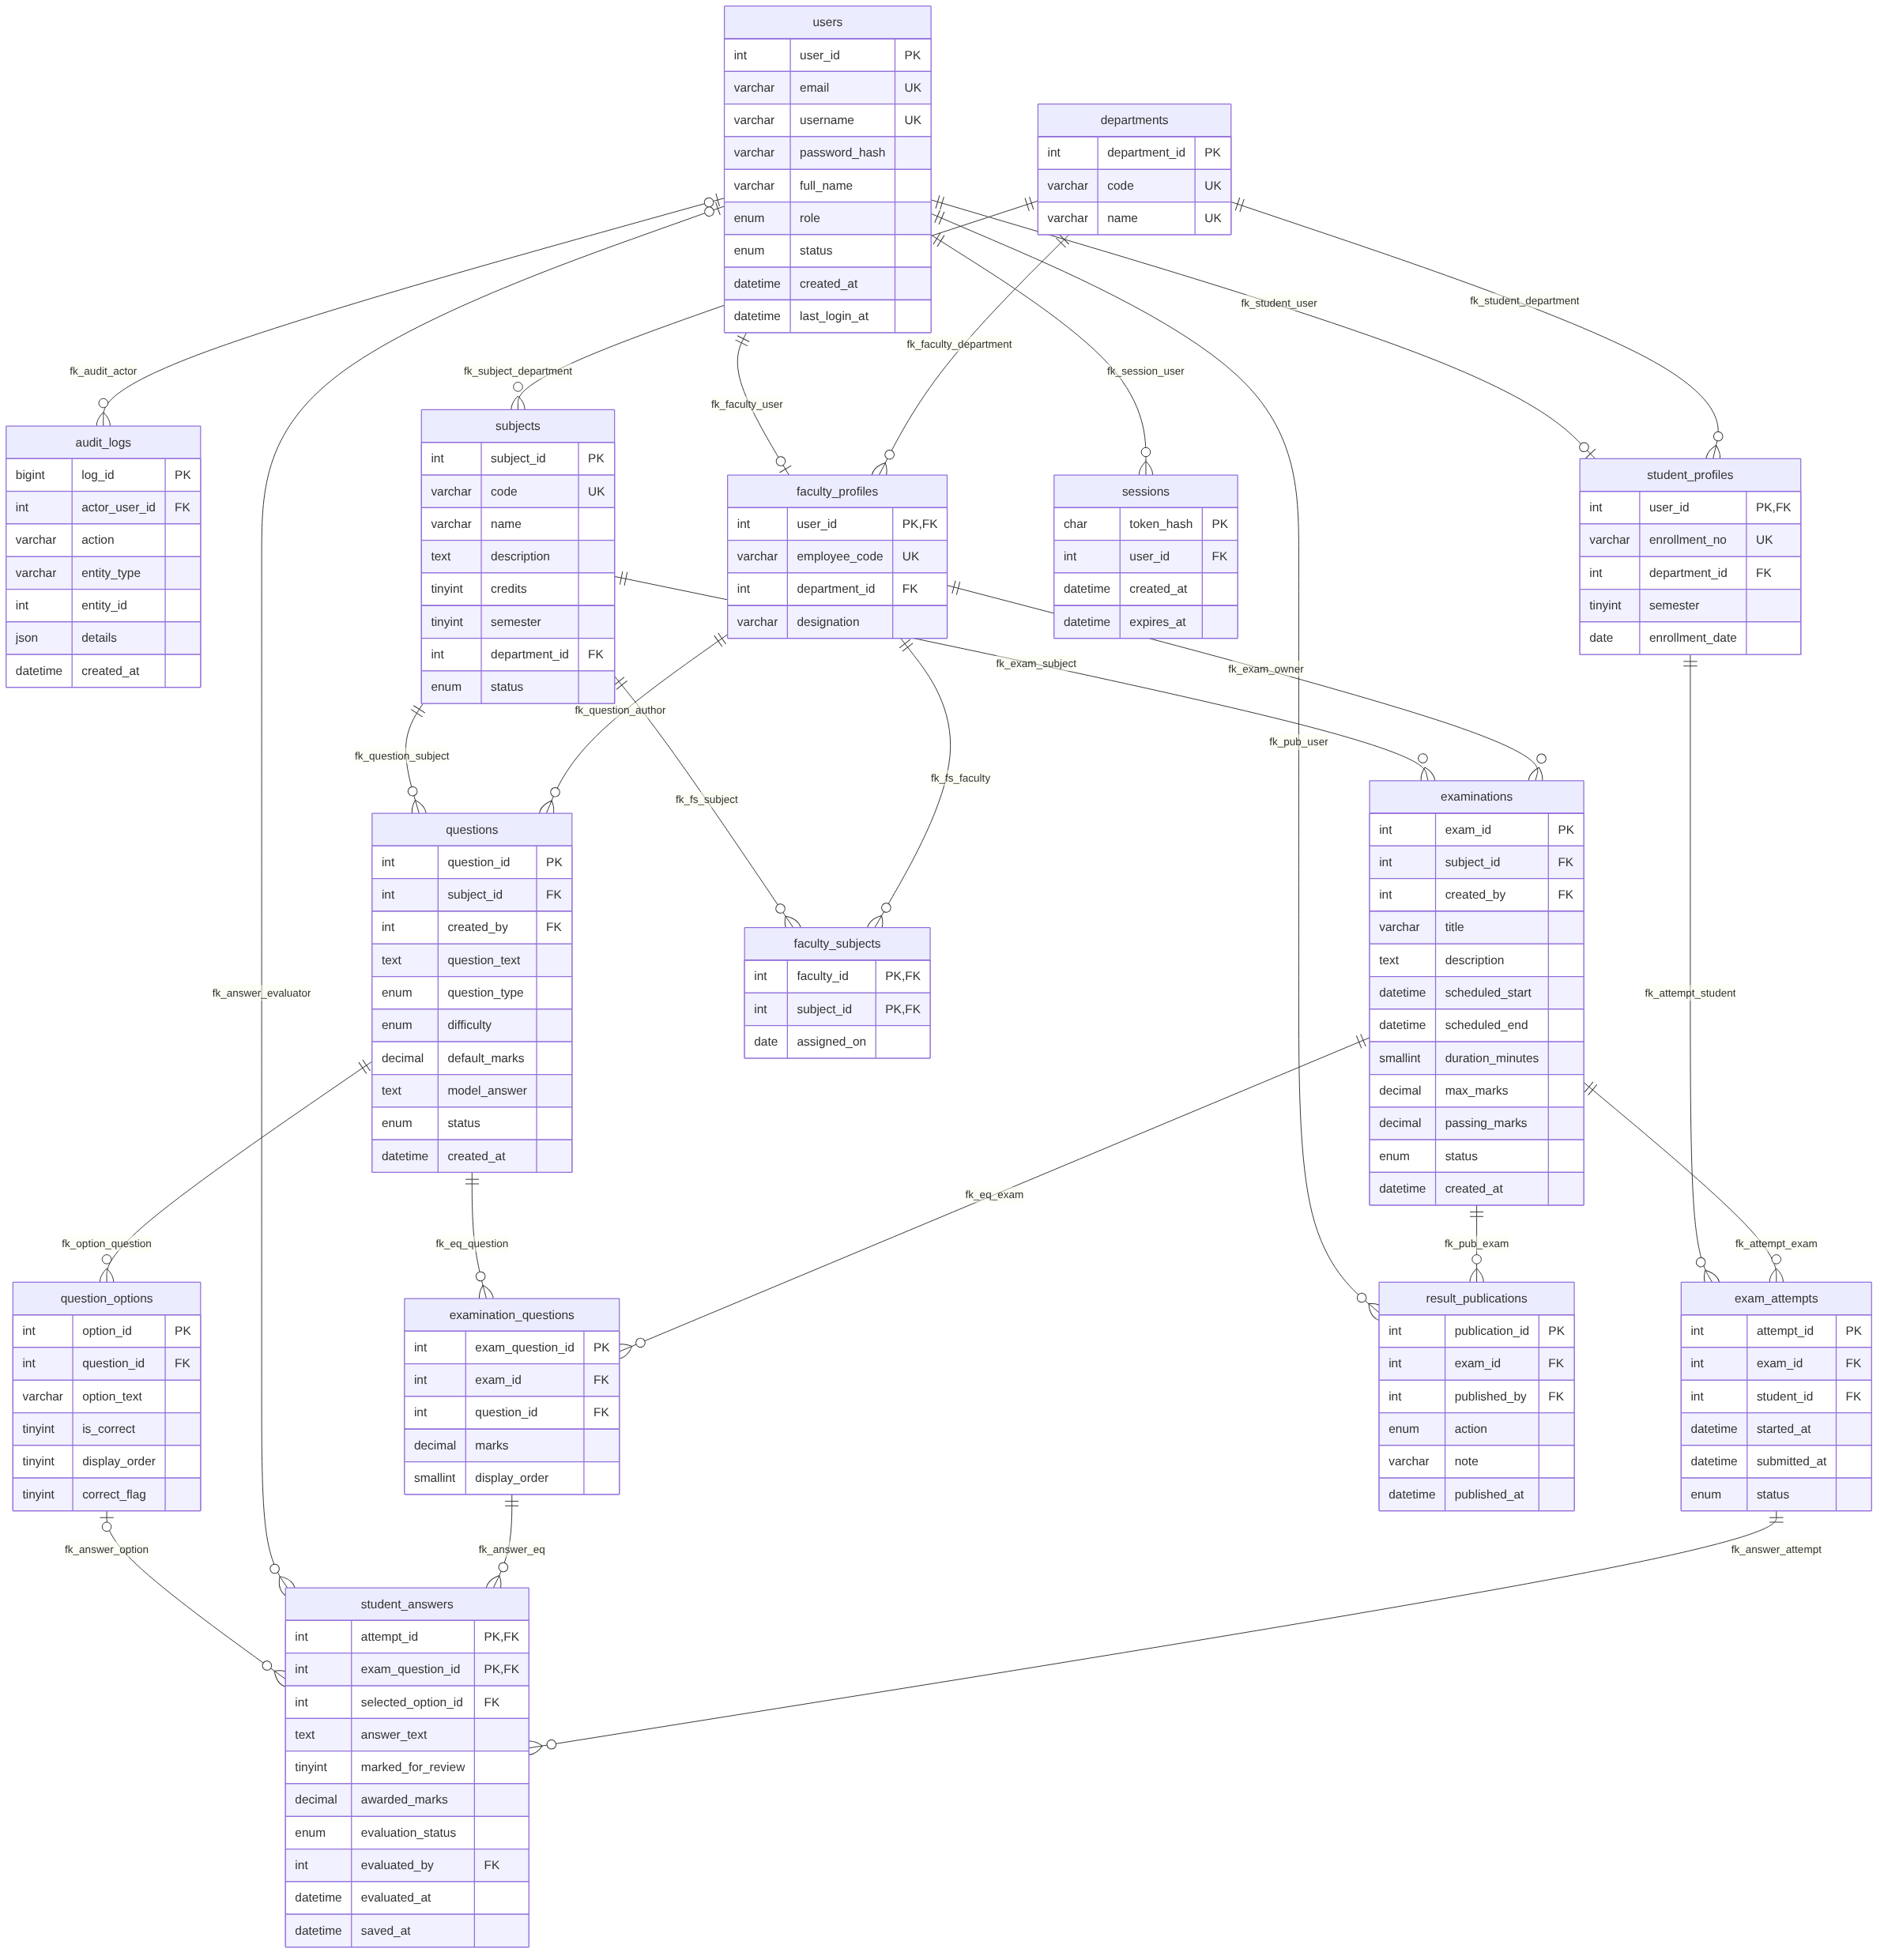 users
int user_id PK
varchar email UK
varchar username UK
varchar password_hash
varchar full_name
enum role
enum status
datetime created_at
datetime last_login_at
departments
int department_id PK
varchar code UK
varchar name UK
fk_student_user
fk_student_department
fk_faculty_department
fk_audit_actor
fk_subject_department
fk_session_user
fk_faculty_user
audit_logs
bigint log_id PK
int actor_user_id FK
varchar action
varchar entity_type
int entity_id
json details
datetime created_at
subjects
int subject_id PK
varchar code UK
varchar name
text description
tinyint credits
tinyint semester
int department_id FK
enum status
faculty_profiles
int user_id PK,FK
varchar employee_code UK
int department_id FK
varchar designation
sessions
char token_hash PK
int user_id FK
datetime created_at
datetime expires_at
student_profiles
int user_id PK,FK
varchar enrollment_no UK
int department_id FK
tinyint semester
date enrollment_date
fk_exam_subject
fk_exam_owner
fk_question_author
fk_pub_user
fk_question_subject
fk_fs_faculty
fk_fs_subject
questions
int question_id PK
int subject_id FK
int created_by FK
text question_text
enum question_type
enum difficulty
decimal default_marks
text model_answer
enum status
datetime created_at
faculty_subjects
int faculty_id PK,FK
int subject_id PK,FK
date assigned_on
examinations
int exam_id PK
int subject_id FK
int created_by FK
varchar title
text description
datetime scheduled_start
datetime scheduled_end
smallint duration_minutes
decimal max_marks
decimal passing_marks
enum status
datetime created_at
fk_answer_evaluator
fk_attempt_student
fk_eq_exam
fk_option_question
fk_eq_question
fk_pub_exam
fk_attempt_exam
question_options
int option_id PK
int question_id FK
varchar option_text
tinyint is_correct
tinyint display_order
tinyint correct_flag
examination_questions
int exam_question_id PK
int exam_id FK
int question_id FK
decimal marks
smallint display_order
result_publications
int publication_id PK
int exam_id FK
int published_by FK
enum action
varchar note
datetime published_at
exam_attempts
int attempt_id PK
int exam_id FK
int student_id FK
datetime started_at
datetime submitted_at
enum status
fk_answer_option
fk_answer_eq
fk_answer_attempt
student_answers
int attempt_id PK,FK
int exam_question_id PK,FK
int selected_option_id FK
text answer_text
tinyint marked_for_review
decimal awarded_marks
enum evaluation_status
int evaluated_by FK
datetime evaluated_at
datetime saved_at